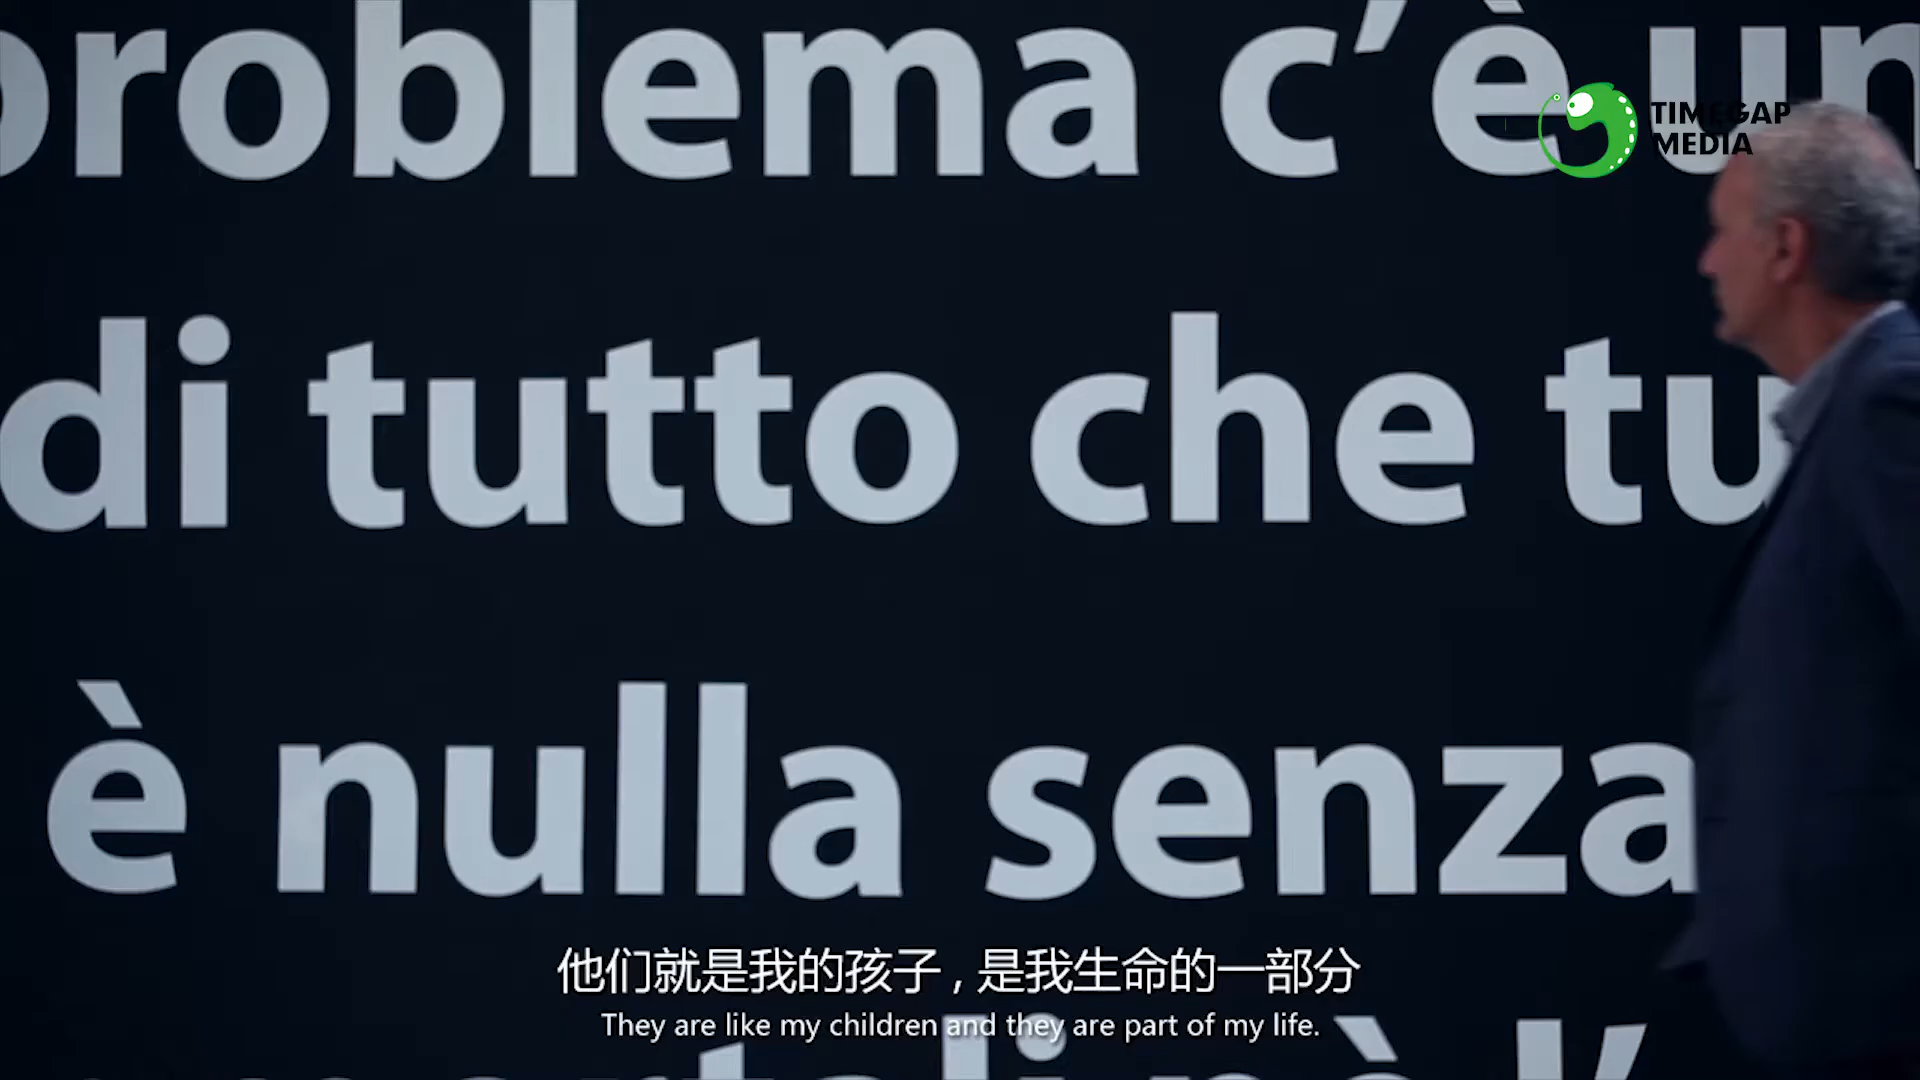 problema c'è un
TIMEGAP
MEDIA
di tutto che tu
è nulla senza
他们就是我的孩子，是我生命的一部分
They are like my children and they are part of my life.